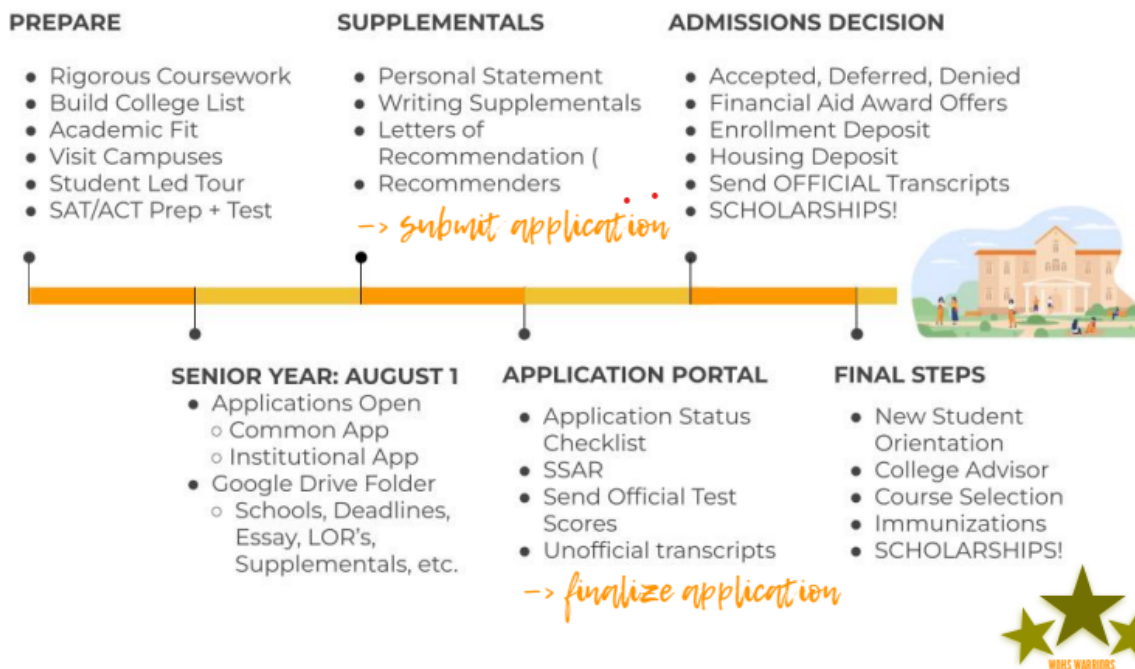 PREPARE
● Rigorous Coursework
● Build College List
● Academic Fit
● Visit Campuses
● Student Led Tour
● SAT/ACT Prep + Test
SUPPLEMENTALS
● Personal Statement
● Writing Supplementals
● Letters of
Recommendation (
● Recommenders
-> submit application
ADMISSIONS DECISION
● Accepted, Deferred, Denied
● Financial Aid Award Offers
● Enrollment Deposit
● Housing Deposit
● Send OFFICIAL Transcripts
● SCHOLARSHIPS!
SENIOR YEAR: AUGUST 1
● Applications Open
○ Common App
○ Institutional App
● Google Drive Folder
○ Schools, Deadlines,
Essay, LOR's,
Supplementals, etc.
APPLICATION PORTAL
● Application Status
Checklist
● SSAR
● Send Official Test
Scores
● Unofficial transcripts
-> finalize application
FINAL STEPS
● New Student
Orientation
● College Advisor
● Course Selection
● Immunizations
● SCHOLARSHIPS!
WOHS WARRIORS